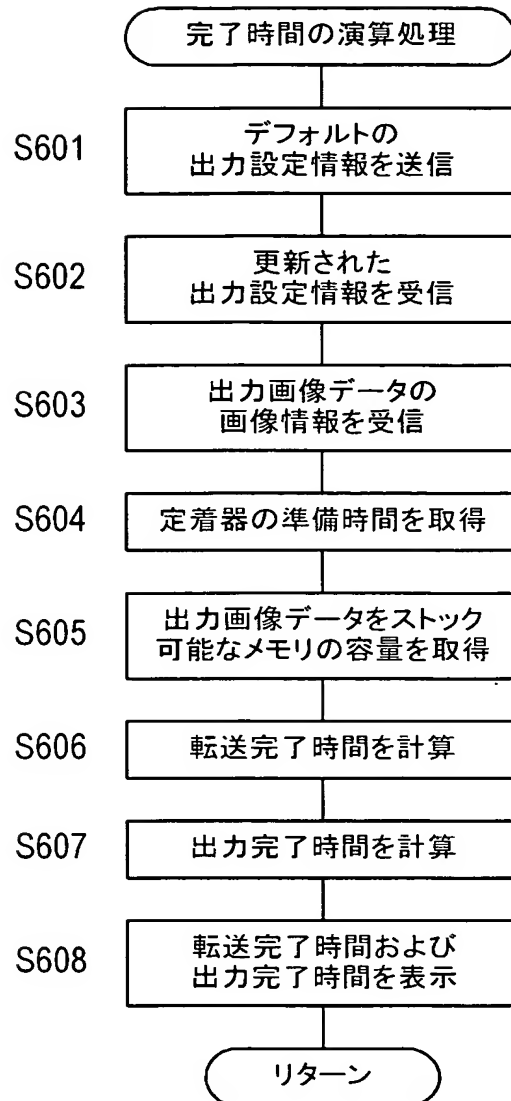 完了時間の演算処理
S601
デフォルトの
出力設定情報を送信
S602
更新された
出力設定情報を受信
S603
出力画像データの
画像情報を受信
S604
定着器の準備時間を取得
S605
出力画像データをストック
可能なメモリの容量を取得
S606
転送完了時間を計算
S607
出力完了時間を計算
S608
転送完了時間および
出力完了時間を表示
リターン